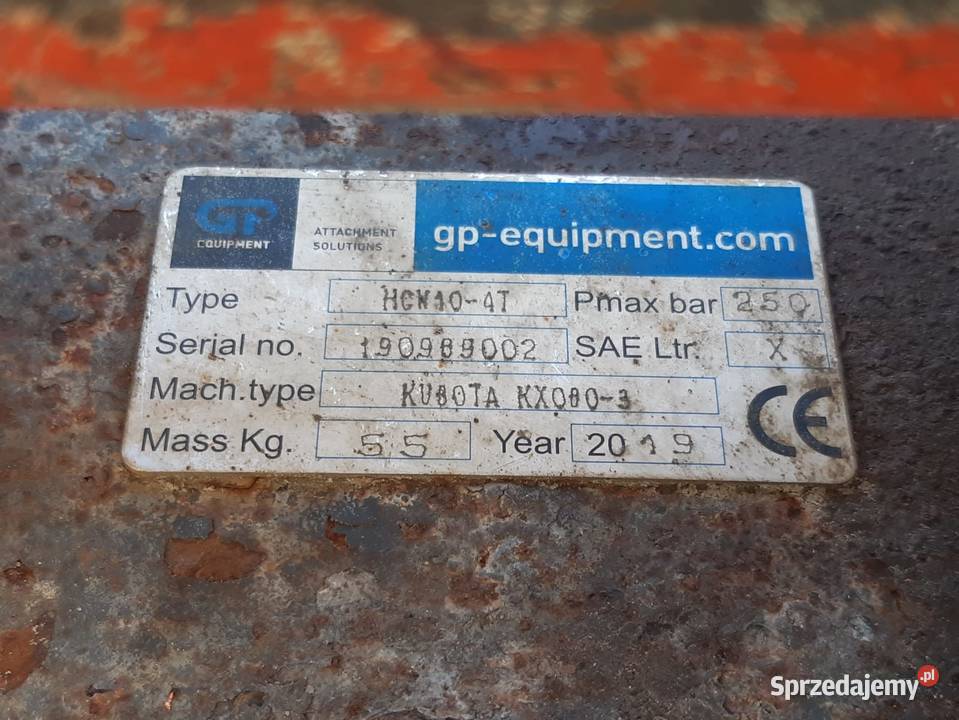 GP
EQUIPMENT
ATTACHMENT
SOLUTIONS
gp-equipment.com
Type HCW10-4T Pmax bar 250
Serial no. 190989002 SAE Ltr. X
Mach.type KUBOTA KX080-3
Mass Kg. 55 Year 2019
CE
Sprzedajemy.pl